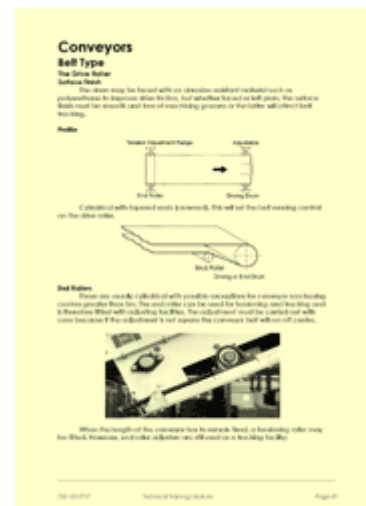 Conveyors
Belt Type
The Drive Roller
Surface Finish
The drum may be faced with an abrasion resistant material such as
polyurethane to improve drive friction, but whether faced or left plain, the surface
finish must be smooth and free of machining grooves or the latter will affect belt
tracking.
Profile
Tension Adjustment Range Adjustable
End Roller Driving Drum
Cylindrical with tapered ends (crowned), this will aid the belt running central
on the drive roller.
Snub Roller
Driving or End Drum
End Rollers
These are usually cylindrical with possible exceptions for conveyor runs having
centres greater than 5m. The end roller can be used for tensioning and tracking and
is therefore fitted with adjusting facilities. The adjustment must be carried out with
care because if the adjustment is not square the conveyor belt will run off centre.
When the length of the conveyor has to remain fixed, a tensioning roller may
be fitted. However, end roller adjusters are still used as a tracking facility.
Technical Training Solutions